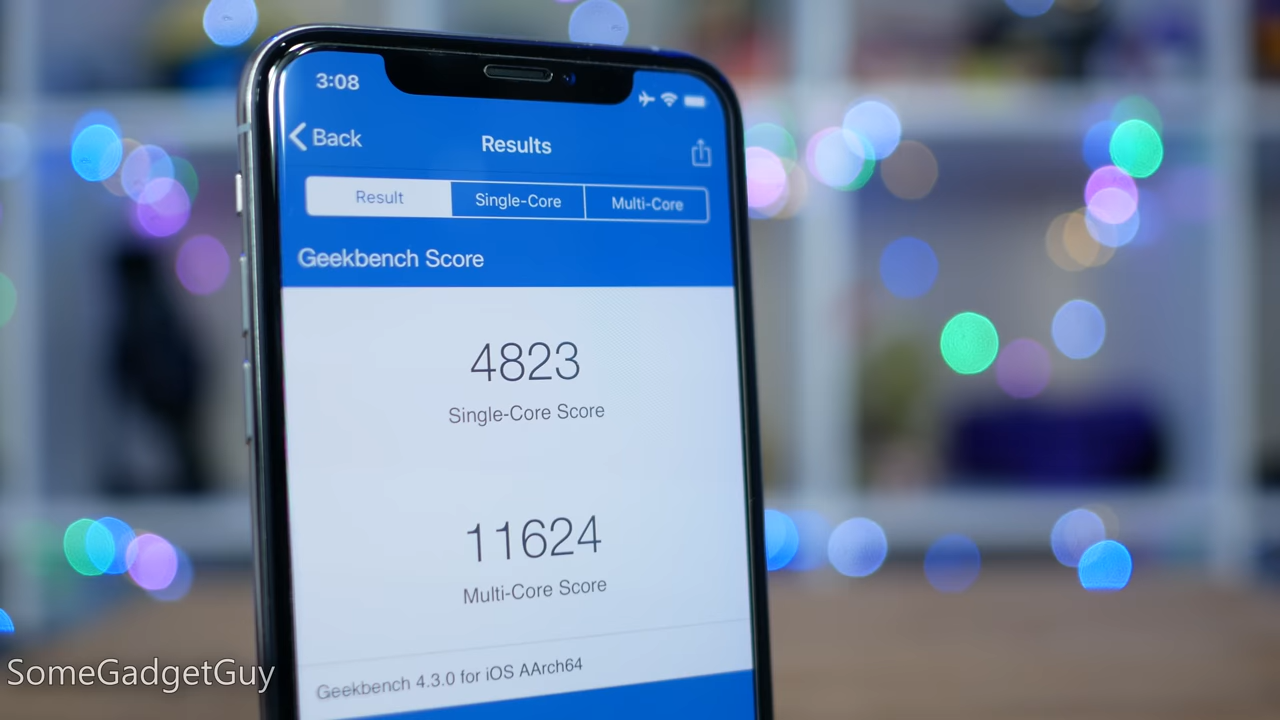 3:08
Back
Results
Result
Single-Core
Multi-Core
Geekbench Score
4823
Single-Core Score
11624
Multi-Core Score
Geekbench 4.3.0 for iOS AArch64
SomeGadgetGuy